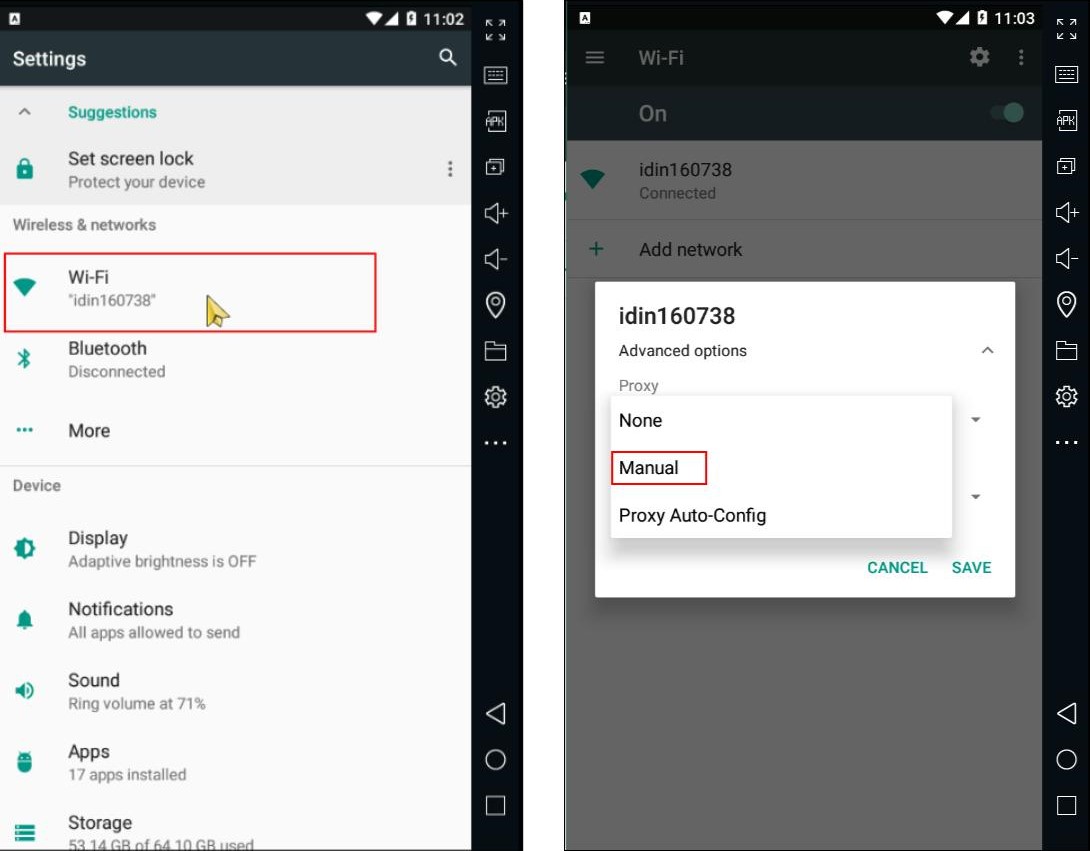 11:02
Settings
Suggestions
Set screen lock
Protect your device
Wireless & networks
Wi-Fi
"idin160738"
Bluetooth
Disconnected
More
Device
Display
Adaptive brightness is OFF
Notifications
All apps allowed to send
Sound
Ring volume at 71%
Apps
17 apps installed
Storage
53.14 GB of 64.10 GB used
A
APK
A
11:03
Wi-Fi
On
idin160738
Connected
Add network
idin160738
Advanced options
Proxy
None
Manual
Proxy Auto-Config
CANCEL
SAVE
APK